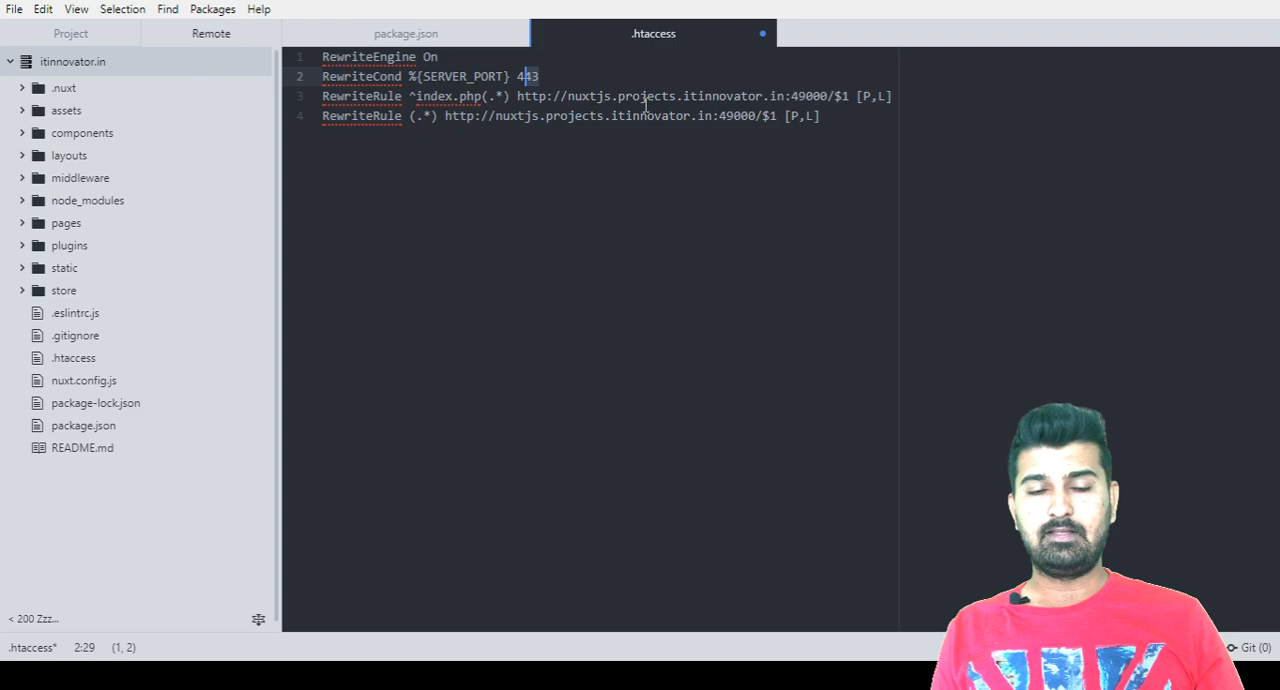 File Edit View Selection Find Packages Help
Project Remote package.json .htaccess
itinnovator.in
.nuxt
assets
components
layouts
middleware
node_modules
pages
plugins
static
store
.eslintrc.js
.gitignore
.htaccess
nuxt.config.js
package-lock.json
package.json
README.md
1 RewriteEngine On
2 RewriteCond %{SERVER_PORT} 443
3 RewriteRule ^index.php(.*) http://nuxtjs.projects.itinnovator.in:49000/$1 [P,L]
4 RewriteRule (.*) http://nuxtjs.projects.itinnovator.in:49000/$1 [P,L]
< 200 Zzz...
.htaccess* 2:29 (1, 2) Git (0)